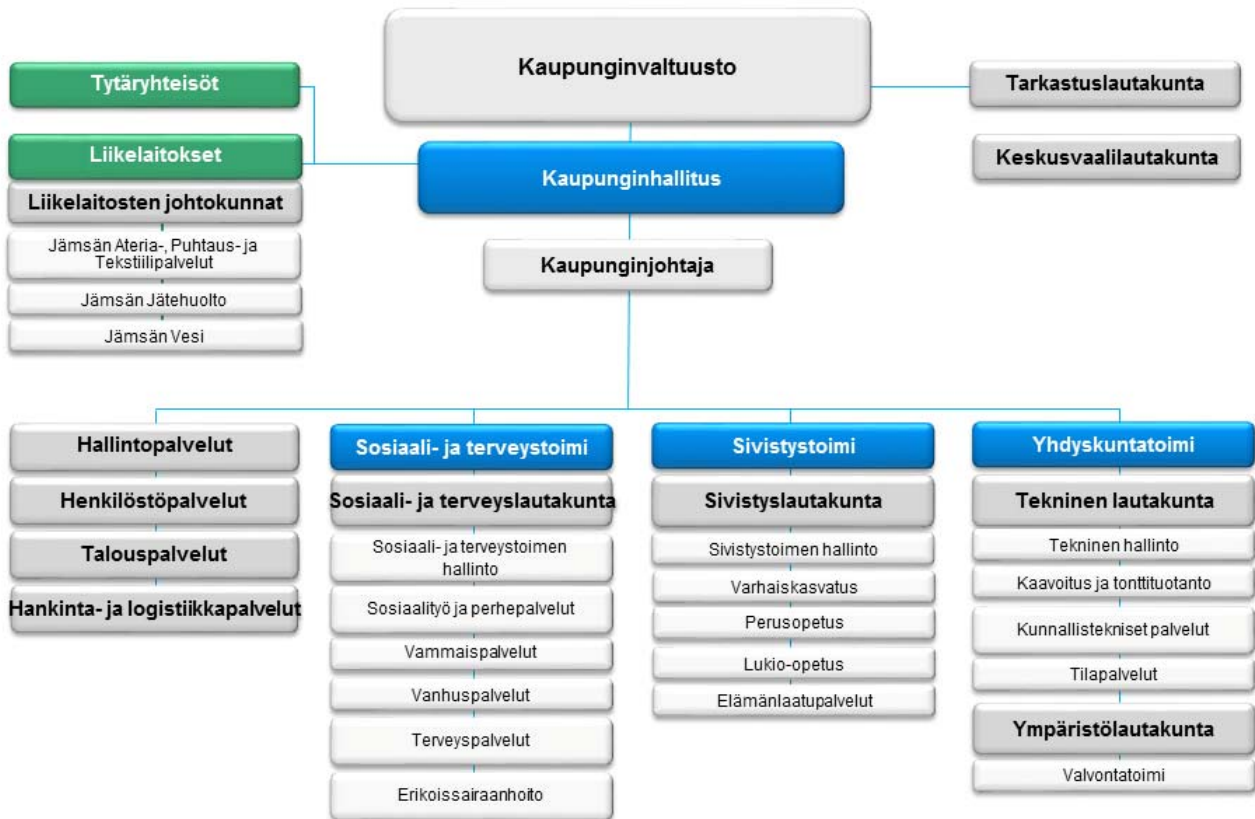 Kaupunginvaltuusto
Tytäryhteisöt
Tarkastuslautakunta
Liikelaitokset
Keskusvaalilautakunta
Kaupunginhallitus
Liikelaitosten johtokunnat
Jämsän Ateria-, Puhtaus- ja
Tekstiilipalvelut
Jämsän Jätehuolto
Jämsän Vesi
Kaupunginjohtaja
Hallintopalvelut
Henkilöstöpalvelut
Talouspalvelut
Hankinta- ja logistiikkapalvelut
Sosiaali- ja terveystoimi
Sosiaali- ja terveyslautakunta
Sosiaali- ja terveystoimen
hallinto
Sosiaalityö ja perhepalvelut
Vammaispalvelut
Vanhuspalvelut
Terveyspalvelut
Erikoissairaanhoito
Sivistystoimi
Sivistyslautakunta
Sivistystoimen hallinto
Varhaiskasvatus
Perusopetus
Lukio-opetus
Elämänlaatupalvelut
Yhdyskuntatoimi
Tekninen lautakunta
Tekninen hallinto
Kaavoitus ja tonttituotanto
Kunnallistekniset palvelut
Tilapalvelut
Ympäristölautakunta
Valvontatoimi